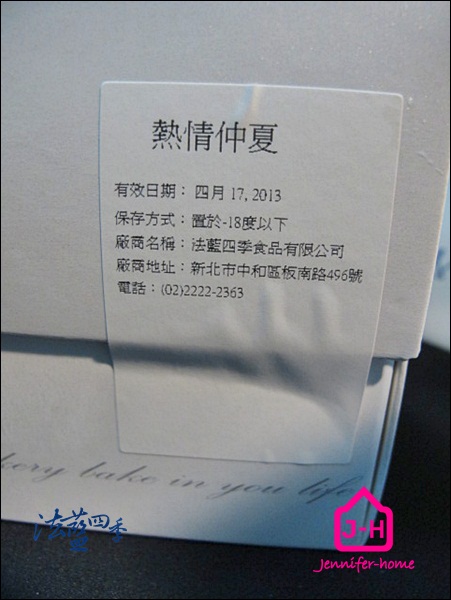 熱情仲夏
有效日期： 四月 17, 2013
保存方式：置於-18度以下
廠商名稱：法藍四季食品有限公司
廠商地址：新北市中和區板南路496號
電話：(02)2222-2363
kery bake in you life
法藍四季
J-H
Jennifer-home